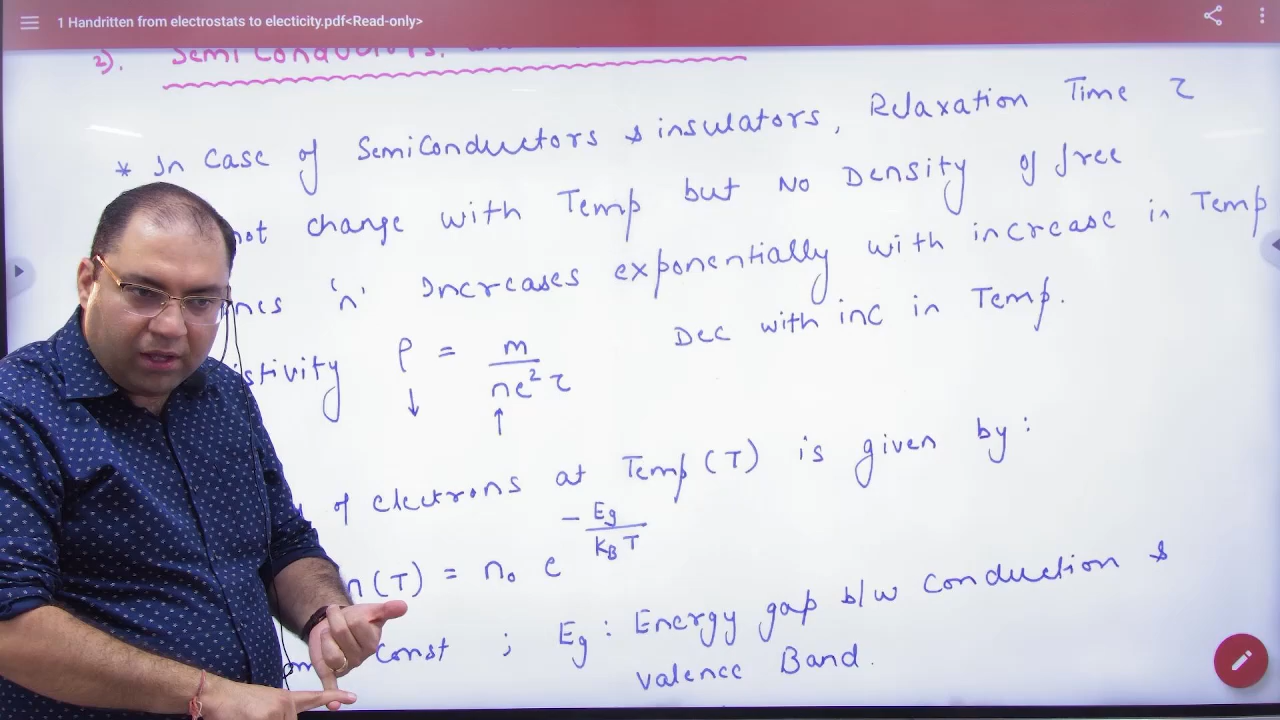 1 Handritten from electrostats to electicity.pdf<Read-only>
2). Semiconductors.
* In Case of Semiconductors & insulators, Relaxation Time τ
not change with Temp but No Density of free
'n' Increases exponentially with increase in Temp
ρ = m / ne²τ Dec with inc in Temp.
↓ ↑
of electrons at Temp (T) is given by:
n(T) = n₀ e^(-Eg / K_B T)
const ; Eg : Energy gap b/w conduction &
valence Band.